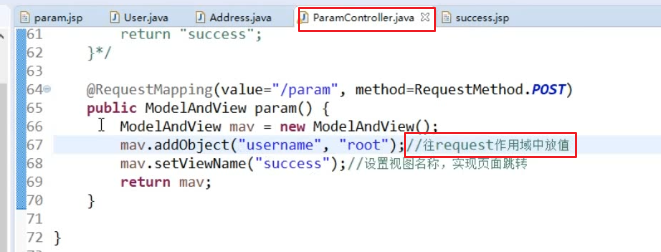 param.jsp User.java Address.java ParamController.java success.jsp
61 return "success";
62 }*/
63
64 @RequestMapping(value="/param", method=RequestMethod.POST)
65 public ModelAndView param() {
66 ModelAndView mav = new ModelAndView();
67 mav.addObject("username", "root");//往request作用域中放值
68 mav.setViewName("success");//设置视图名称，实现页面跳转
69 return mav;
70 }
71
72 }
73